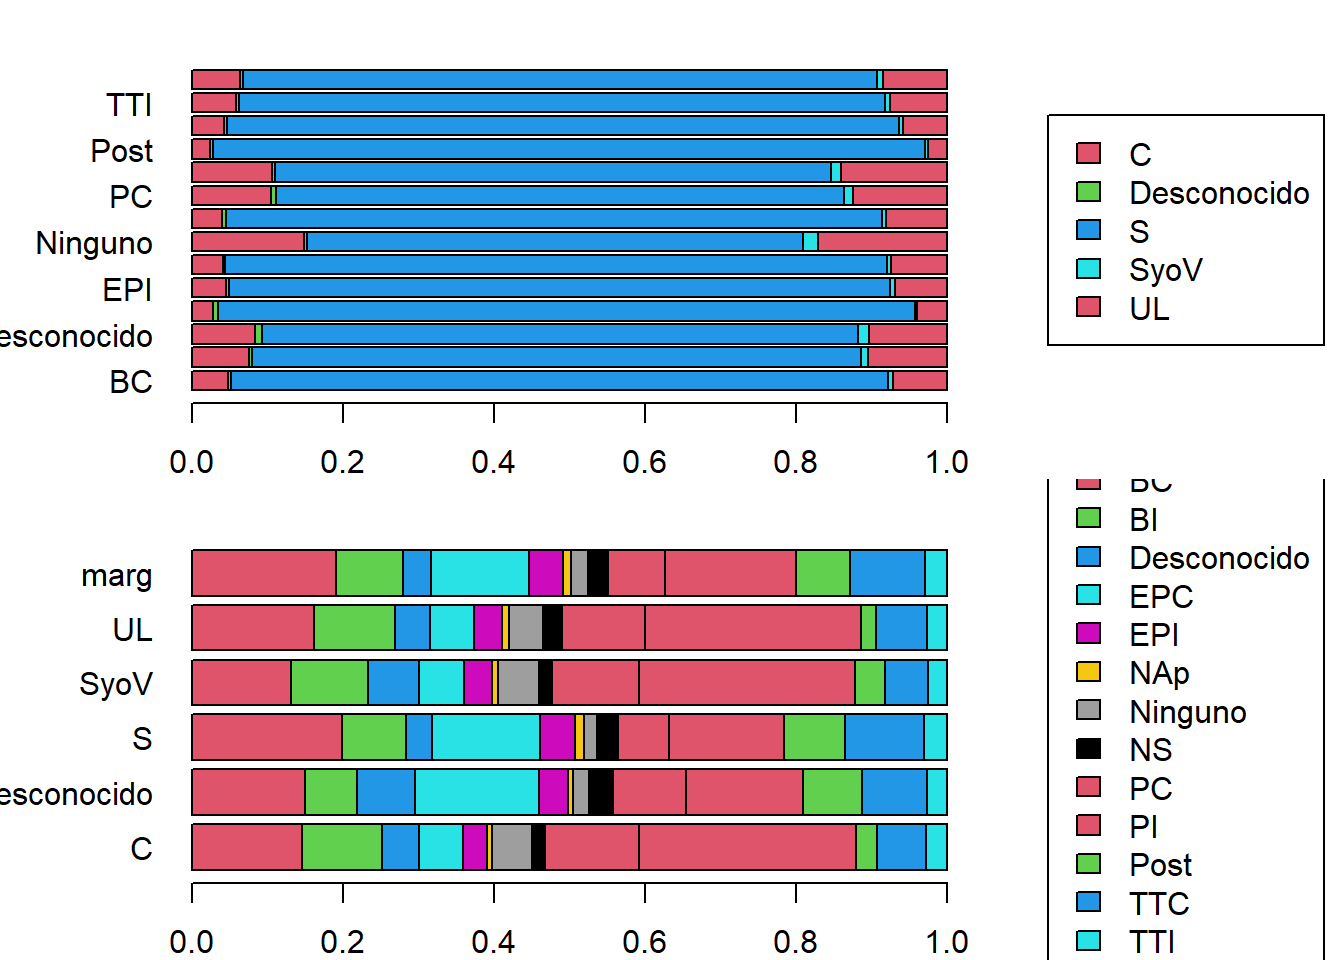 TTI
Post
PC
Ninguno
EPI
esconocido
BC
0.0 0.2 0.4 0.6 0.8 1.0
C
Desconocido
S
SyoV
UL
marg
UL
SyoV
S
esconocido
C
0.0 0.2 0.4 0.6 0.8 1.0
BC
BI
Desconocido
EPC
EPI
NAp
Ninguno
NS
PC
PI
Post
TTC
TTI